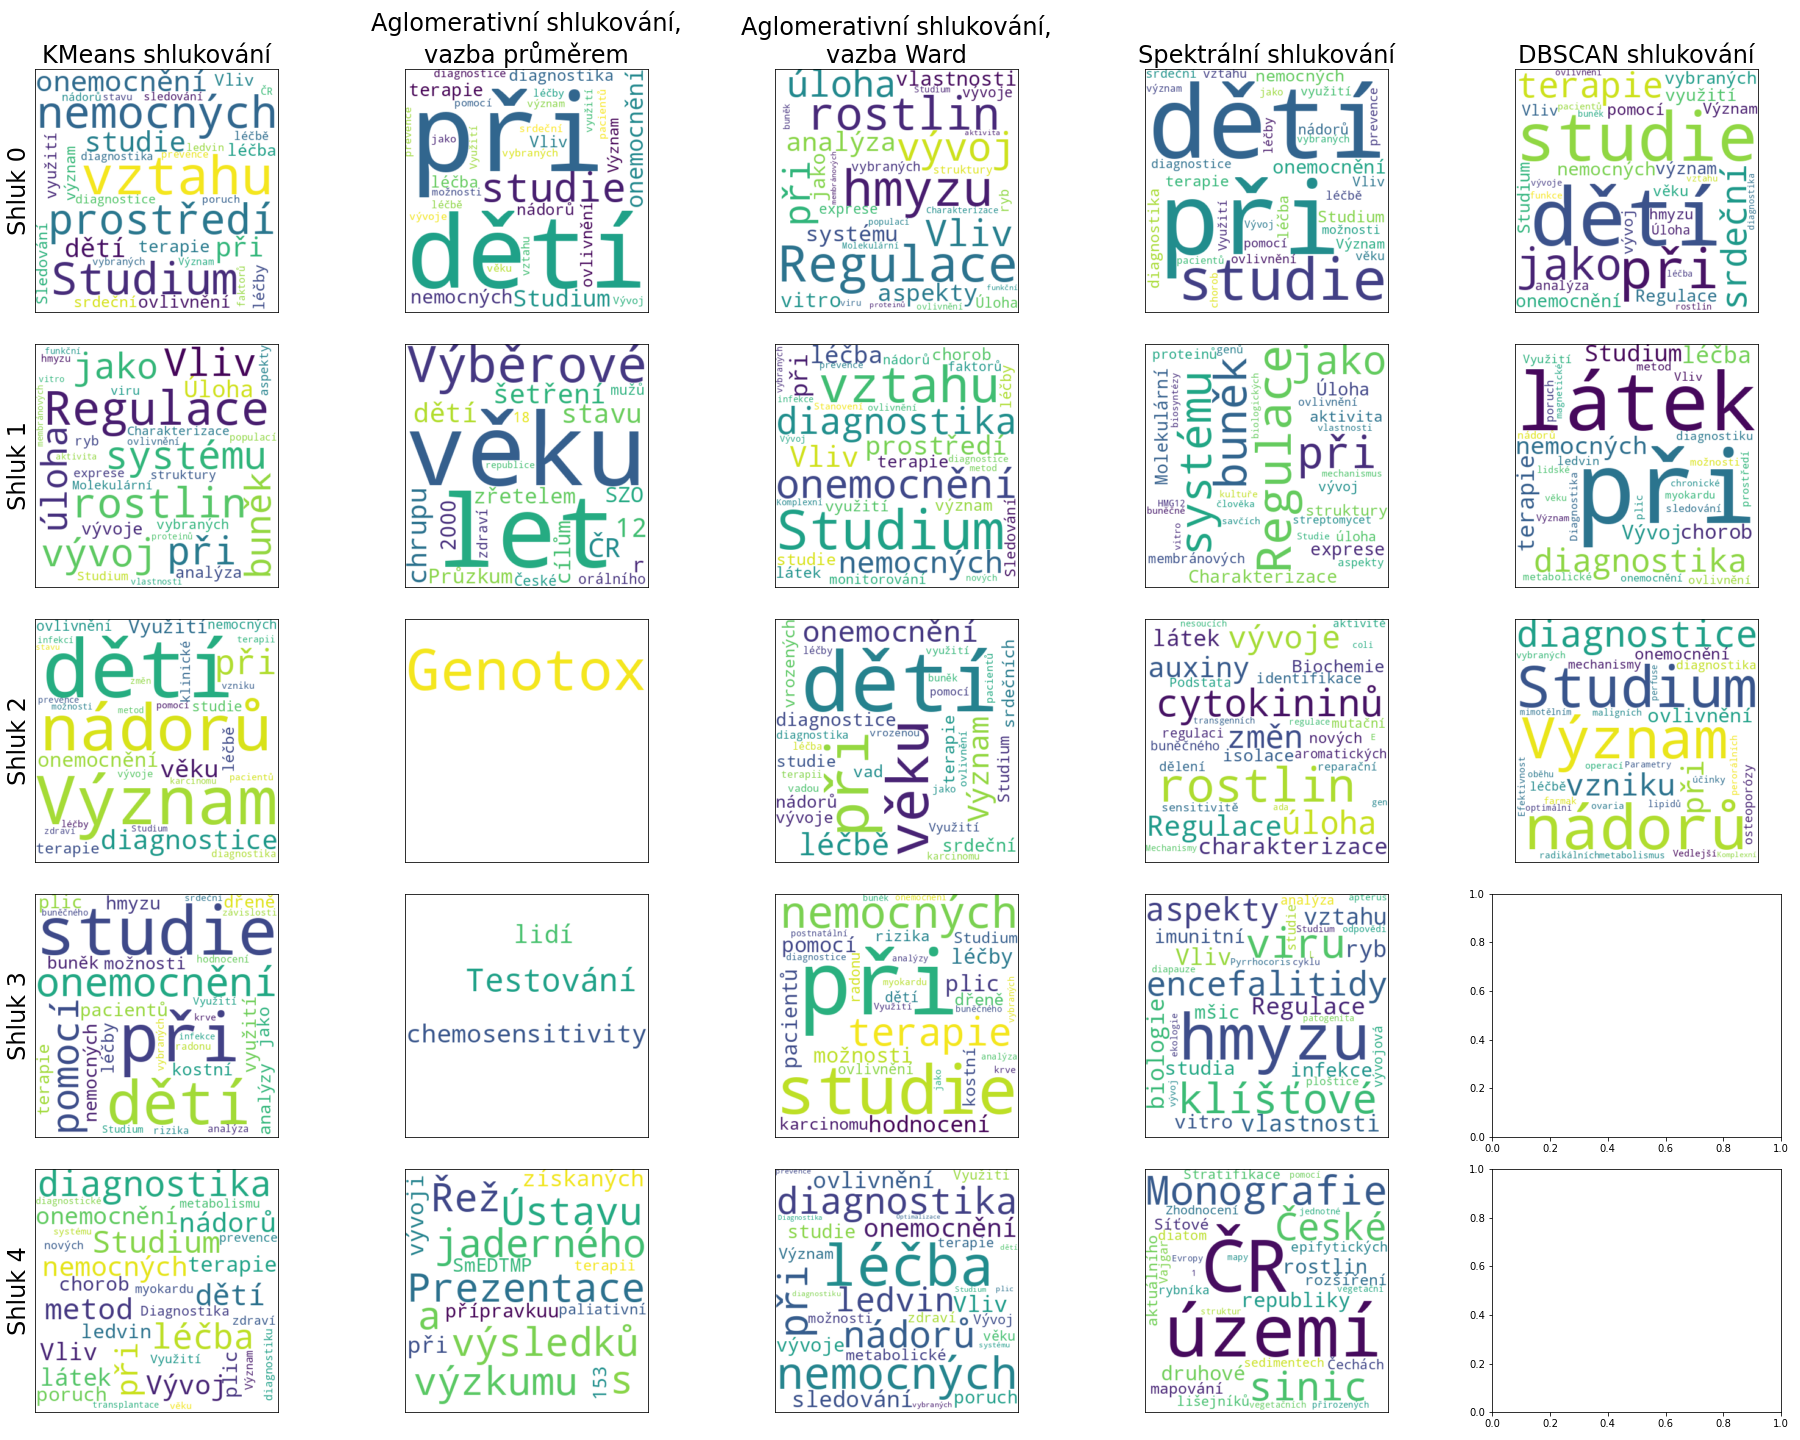 KMeans shlukování
Aglomerativní shlukování,
vazba průměrem
Aglomerativní shlukování,
vazba Ward
Spektrální shlukování
DBSCAN shlukování
Shluk 0
onemocnění Vliv ČR
nádorů stavu sledování
nemocných
využití význam studie léčbě
diagnostika prevence ledvin léčba
vztahu
diagnostice poruch
prostředí
Sledování dětí terapie při
vybraných Význam
Studium faktorů léčby
srdeční ovlivnění
diagnostice diagnostika
terapie léčby
pomocí význam využití pacientů onemocnění
prevence při
jako Využití srdeční Vliv Význam
vybraných
léčba studie
možnosti
léčbě nádorů ovlivnění
vývoje dětí vztahu
věku
nemocných Studium Vývoj
úloha vlastnosti
Studium vývoje
buněk rostlin aktivita
analýza vývoj
při jako membránových vybraných struktury
hmyzu ryb
exprese Charakterizace
systému populací Vliv
Molekulární
Regulace funkční
vitro viru aspekty Úloha
proteinů ovlivnění
srdeční vztahu nemocných
význam jako využití
dětí prevence
léčby nádorů
vybraných
diagnostice onemocnění
terapie Vliv
léčbě
diagnostika při Využití Vývoj léčba Studium
možnosti
pomocí Význam
pacientů ovlivnění věku
chorob studie
ovlivnění
terapie vybraných
využití
Vliv pacientů pomocí Význam
buněk
studie
nemocných význam srdeční
Studium vývoje věku vztahu diagnostika
funkce dětí vývoj hmyzu
Úloha
jako při léčba
analýza
onemocnění Regulace
rostlin
Shluk 1
funkční
hmyzu jako Vliv aspekty
vitro
viru Úloha
membránových Regulace
úloha Charakterizace
ryb ovlivnění populací
aktivita systému
exprese struktury
Molekulární
rostlin buněk
vývoje vybraných
proteinů
vývoj při
analýza
Studium vlastnosti
Výběrové
šetření mužů
dětí 18 stavu
věku
republice
chrupu 2000 zdraví zřetelem SZO
let cílům 12
ČR
Průzkum České r
orálního
vybraných při léčba nádorů chorob
prevence faktorů
vztahu léčby
infekce Stanovení ovlivnění
diagnostika
Vývoj prostředí
Vliv terapie diagnostice
metod
onemocnění
Komplexní využití význam
Studium Sledování
studie nemocných
látek monitorování nových
proteinů genů jako
Molekulární biosyntézy systému buněk Regulace biologických Úloha
ovlivnění
aktivita
vlastnosti
při
mechanismus
HMG12 kultuře vývoj
buněčné člověka struktury
vitro savčích streptomycet
Studie úloha
membránových exprese
aspekty
Charakterizace
Využití Studium léčba
metod
látek Vliv poruch magnetické
nádorů nemocných diagnostiku
lidské možnosti
terapie při chronické prostředí
věku myokardu
Význam Diagnostika plic sledování
Vývoj chorob
diagnostika
metabolické onemocnění ovlivnění
Shluk 2
ovlivnění Využití nemocných
infekcí terapii
stavu
dětí klinické při
změn vzniku
prevence pomocí studie
možnosti metod
nádorů léčbě
onemocnění
vývoje věku pacientů
karcinomu
Význam
léčby
zdraví Studium
diagnostice
terapie diagnostika
Genotox
vrozených onemocnění
léčby využití
dětí buněk pacientů srdečních
pomocí
diagnostice vrozenou
diagnostika
léčba při věku terapie ovlivnění Význam Studium
studie
terapii vad
vadou jako
nádorů
vývoje Využití
léčbě srdeční
karcinomu
nesoucích aktivitě
látek vývoje coli
auxiny Biochemie
Podstata identifikace
cytokininů
transgenních regulace mutační
regulaci změn nových E
buněčného isolace aromatických
dělení reparační
rostlin
sensitivitě ada gen
Regulace úloha
Mechanismy charakterizace
diagnostice
vybraných onemocnění
mechanismy diagnostika
Studium perfuse
mimotělním maligních ovlivnění
Význam
operací Parametry perorálních
Efektivnost oběhu léčbě vzniku při účinky
farmak osteoporózy
optimální ovaria lipidů
nádorů
radikálních metabolismus Vedlejší Komplexní
Shluk 3
plic hmyzu srdeční dřeně
buněčného závislosti
studie
buněk možnosti hodnocení
onemocnění
pomocí pacientů Využití využití jako
krve
nemocných léčby při vybraných infekce
radonu
terapie kostní
dětí analýzy
Studium rizika analýza
lidí
Testování
chemosensitivity
buněk onemocnění
nemocných
postnatální
pomocí rizika Studium
diagnostice analýzy léčby
pacientů při radonu myokardu plic
dětí dřeně
Využití buněčného vybraných
terapie
možnosti kostní analýza
ovlivnění jako krve
studie
karcinomu hodnocení
analýza apterus
aspekty studie vztahu
Studium odpovědi
imunitní viru ryb
Vliv Pyrrhocoris cyklu
diapauze
encefalitidy
biologie mšic Regulace
ekologie patogenita
hmyzu vývojová
studia infekce
vývoj ploštice
klíšťové
vitro vlastnosti
1.0
0.8
0.6
0.4
0.2
0.0
0.0 0.2 0.4 0.6 0.8 1.0
Shluk 4
diagnostika
diagnostické metabolismu
onemocnění nádorů
systému
nových Studium prevence
nemocných terapie
chorob myokardu dětí
metod Diagnostika zdraví
ledvin léčba
Vliv při Využití plic Význam diagnostiku
látek
poruch Vývoj
transplantace věku
vývoji získaných
Řež Ústavu
jaderného
SmEDTMP terapii
Prezentace
a přípravkuu paliativní
při výsledků
výzkumu 153 s
prevence ovlivnění Využití
diagnostika
Diagnostika Optimalizace
studie onemocnění
Význam terapie děti
při léčba
diagnostiku Studium plic
ledvin Vliv
možnosti zdraví Vývoj
nádorů věku
vývoje metabolické systému
nemocných
sledování vybraných poruch
Stratifikace pomocí
Monografie
Zhodnocení jednotné
Síťové České
diatom
aktuálního Vajgar ČR epifytických
Evropy mapy rostlin
1 rozšíření
rybníka republiky vegetační
struktur
území
sedimentech Čechách
druhové
mapování sinic
lišejníků vegetačních přirozených
1.0
0.8
0.6
0.4
0.2
0.0
0.0 0.2 0.4 0.6 0.8 1.0